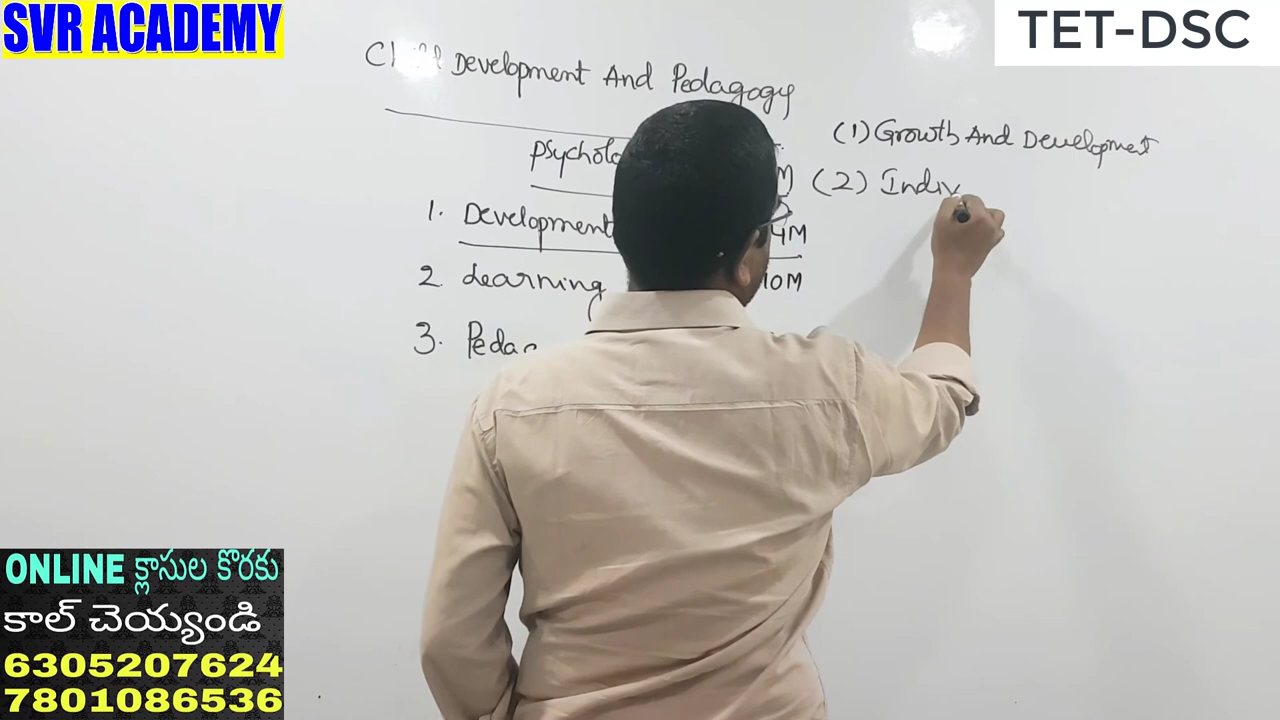 SVR ACADEMY
TET-DSC
Development And Pedagogy
(1) Growth And Development
(2) Indiv
1. Development 4M
2. Learning 10M
3.
ONLINE క్లాసుల కొరకు
కాల్ చెయ్యండి
6305207624
7801086536